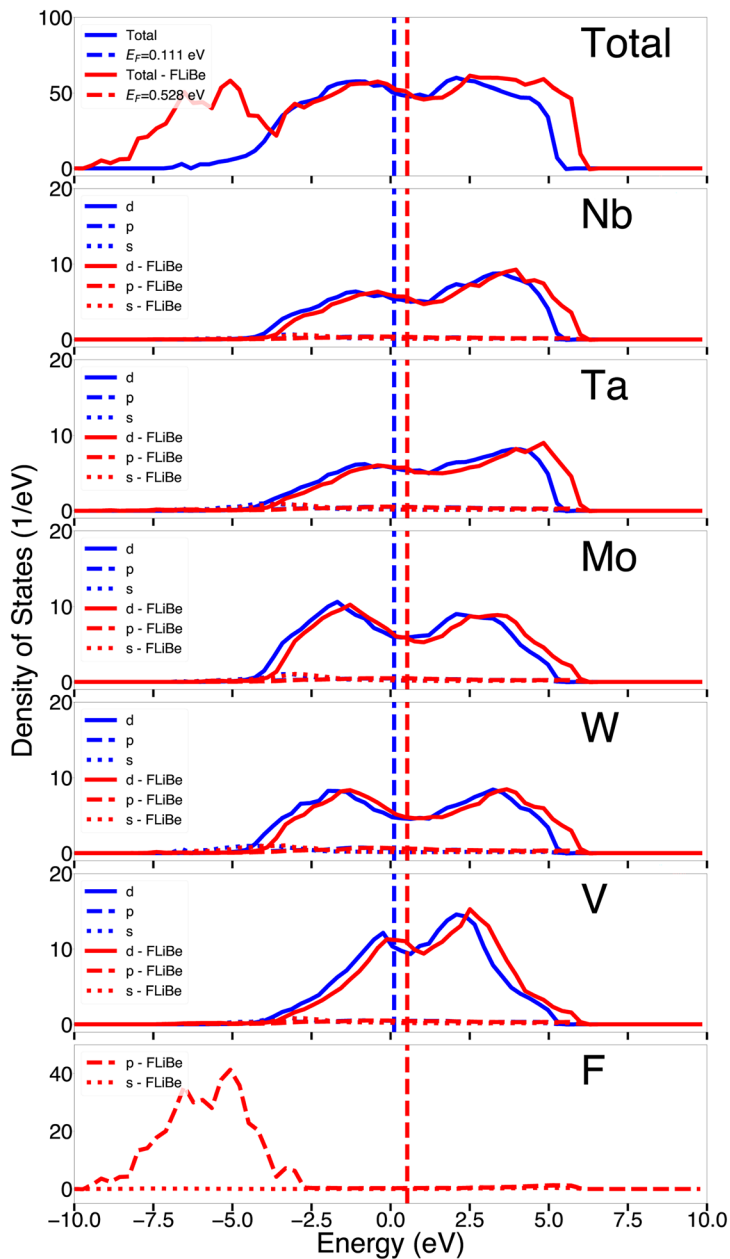 100
Total
E_F=0.111 eV
Total - FLiBe
E_F=0.528 eV
Total
50
0
20
d
p
s
d - FLiBe
p - FLiBe
s - FLiBe
Nb
10
0
20
d
p
s
d - FLiBe
p - FLiBe
s - FLiBe
Ta
10
0
Density of States (1/eV)
20
d
p
s
d - FLiBe
p - FLiBe
s - FLiBe
Mo
10
0
20
d
p
s
d - FLiBe
p - FLiBe
s - FLiBe
W
10
0
20
d
p
s
d - FLiBe
p - FLiBe
s - FLiBe
V
10
0
p - FLiBe
s - FLiBe
F
40
20
0
−10.0 −7.5 −5.0 −2.5 0.0 2.5 5.0 7.5 10.0
Energy (eV)